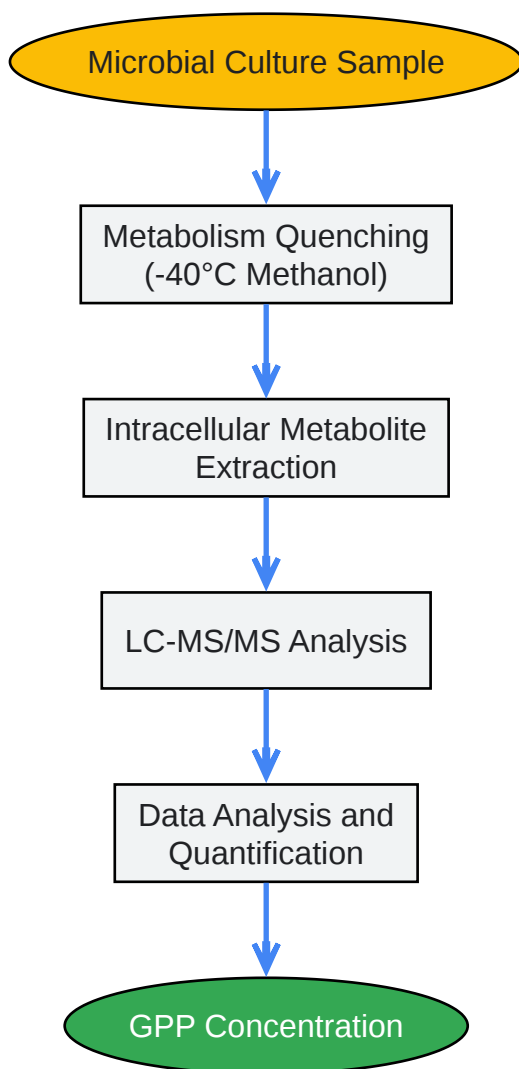 Microbial Culture Sample
Metabolism Quenching
(-40°C Methanol)
Intracellular Metabolite
Extraction
LC-MS/MS Analysis
Data Analysis and
Quantification
GPP Concentration